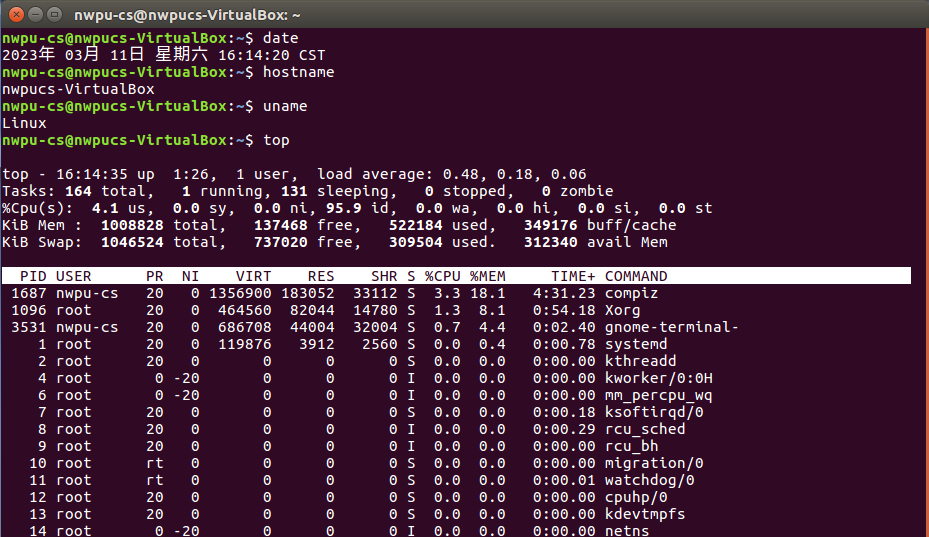 nwpu-cs@nwpucs-VirtualBox: ~
nwpu-cs@nwpucs-VirtualBox:~$ date
2023年 03月 11日 星期六 16:14:20 CST
nwpu-cs@nwpucs-VirtualBox:~$ hostname
nwpucs-VirtualBox
nwpu-cs@nwpucs-VirtualBox:~$ uname
Linux
nwpu-cs@nwpucs-VirtualBox:~$ top
top - 16:14:35 up  1:26,  1 user,  load average: 0.48, 0.18, 0.06
Tasks: 164 total,   1 running, 131 sleeping,   0 stopped,   0 zombie
%Cpu(s):  4.1 us,  0.0 sy,  0.0 ni, 95.9 id,  0.0 wa,  0.0 hi,  0.0 si,  0.0 st
KiB Mem :  1008828 total,   137468 free,   522184 used,   349176 buff/cache
KiB Swap:  1046524 total,   737020 free,   309504 used.   312340 avail Mem
  PID USER      PR  NI    VIRT    RES    SHR S %CPU %MEM     TIME+ COMMAND
 1687 nwpu-cs   20   0 1356900 183052  33112 S  3.3 18.1   4:31.23 compiz
 1096 root      20   0  464560  82044  14780 S  1.3  8.1   0:54.18 Xorg
 3531 nwpu-cs   20   0  686708  44004  32004 S  0.7  4.4   0:02.40 gnome-terminal-
    1 root      20   0  119876   3912   2560 S  0.0  0.4   0:00.78 systemd
    2 root      20   0       0      0      0 S  0.0  0.0   0:00.00 kthreadd
    4 root       0 -20       0      0      0 I  0.0  0.0   0:00.00 kworker/0:0H
    6 root       0 -20       0      0      0 I  0.0  0.0   0:00.00 mm_percpu_wq
    7 root      20   0       0      0      0 S  0.0  0.0   0:00.18 ksoftirqd/0
    8 root      20   0       0      0      0 I  0.0  0.0   0:00.29 rcu_sched
    9 root      20   0       0      0      0 I  0.0  0.0   0:00.00 rcu_bh
   10 root      rt   0       0      0      0 S  0.0  0.0   0:00.00 migration/0
   11 root      rt   0       0      0      0 S  0.0  0.0   0:00.01 watchdog/0
   12 root      20   0       0      0      0 S  0.0  0.0   0:00.00 cpuhp/0
   13 root      20   0       0      0      0 S  0.0  0.0   0:00.00 kdevtmpfs
   14 root       0 -20       0      0      0 I  0.0  0.0   0:00.00 netns